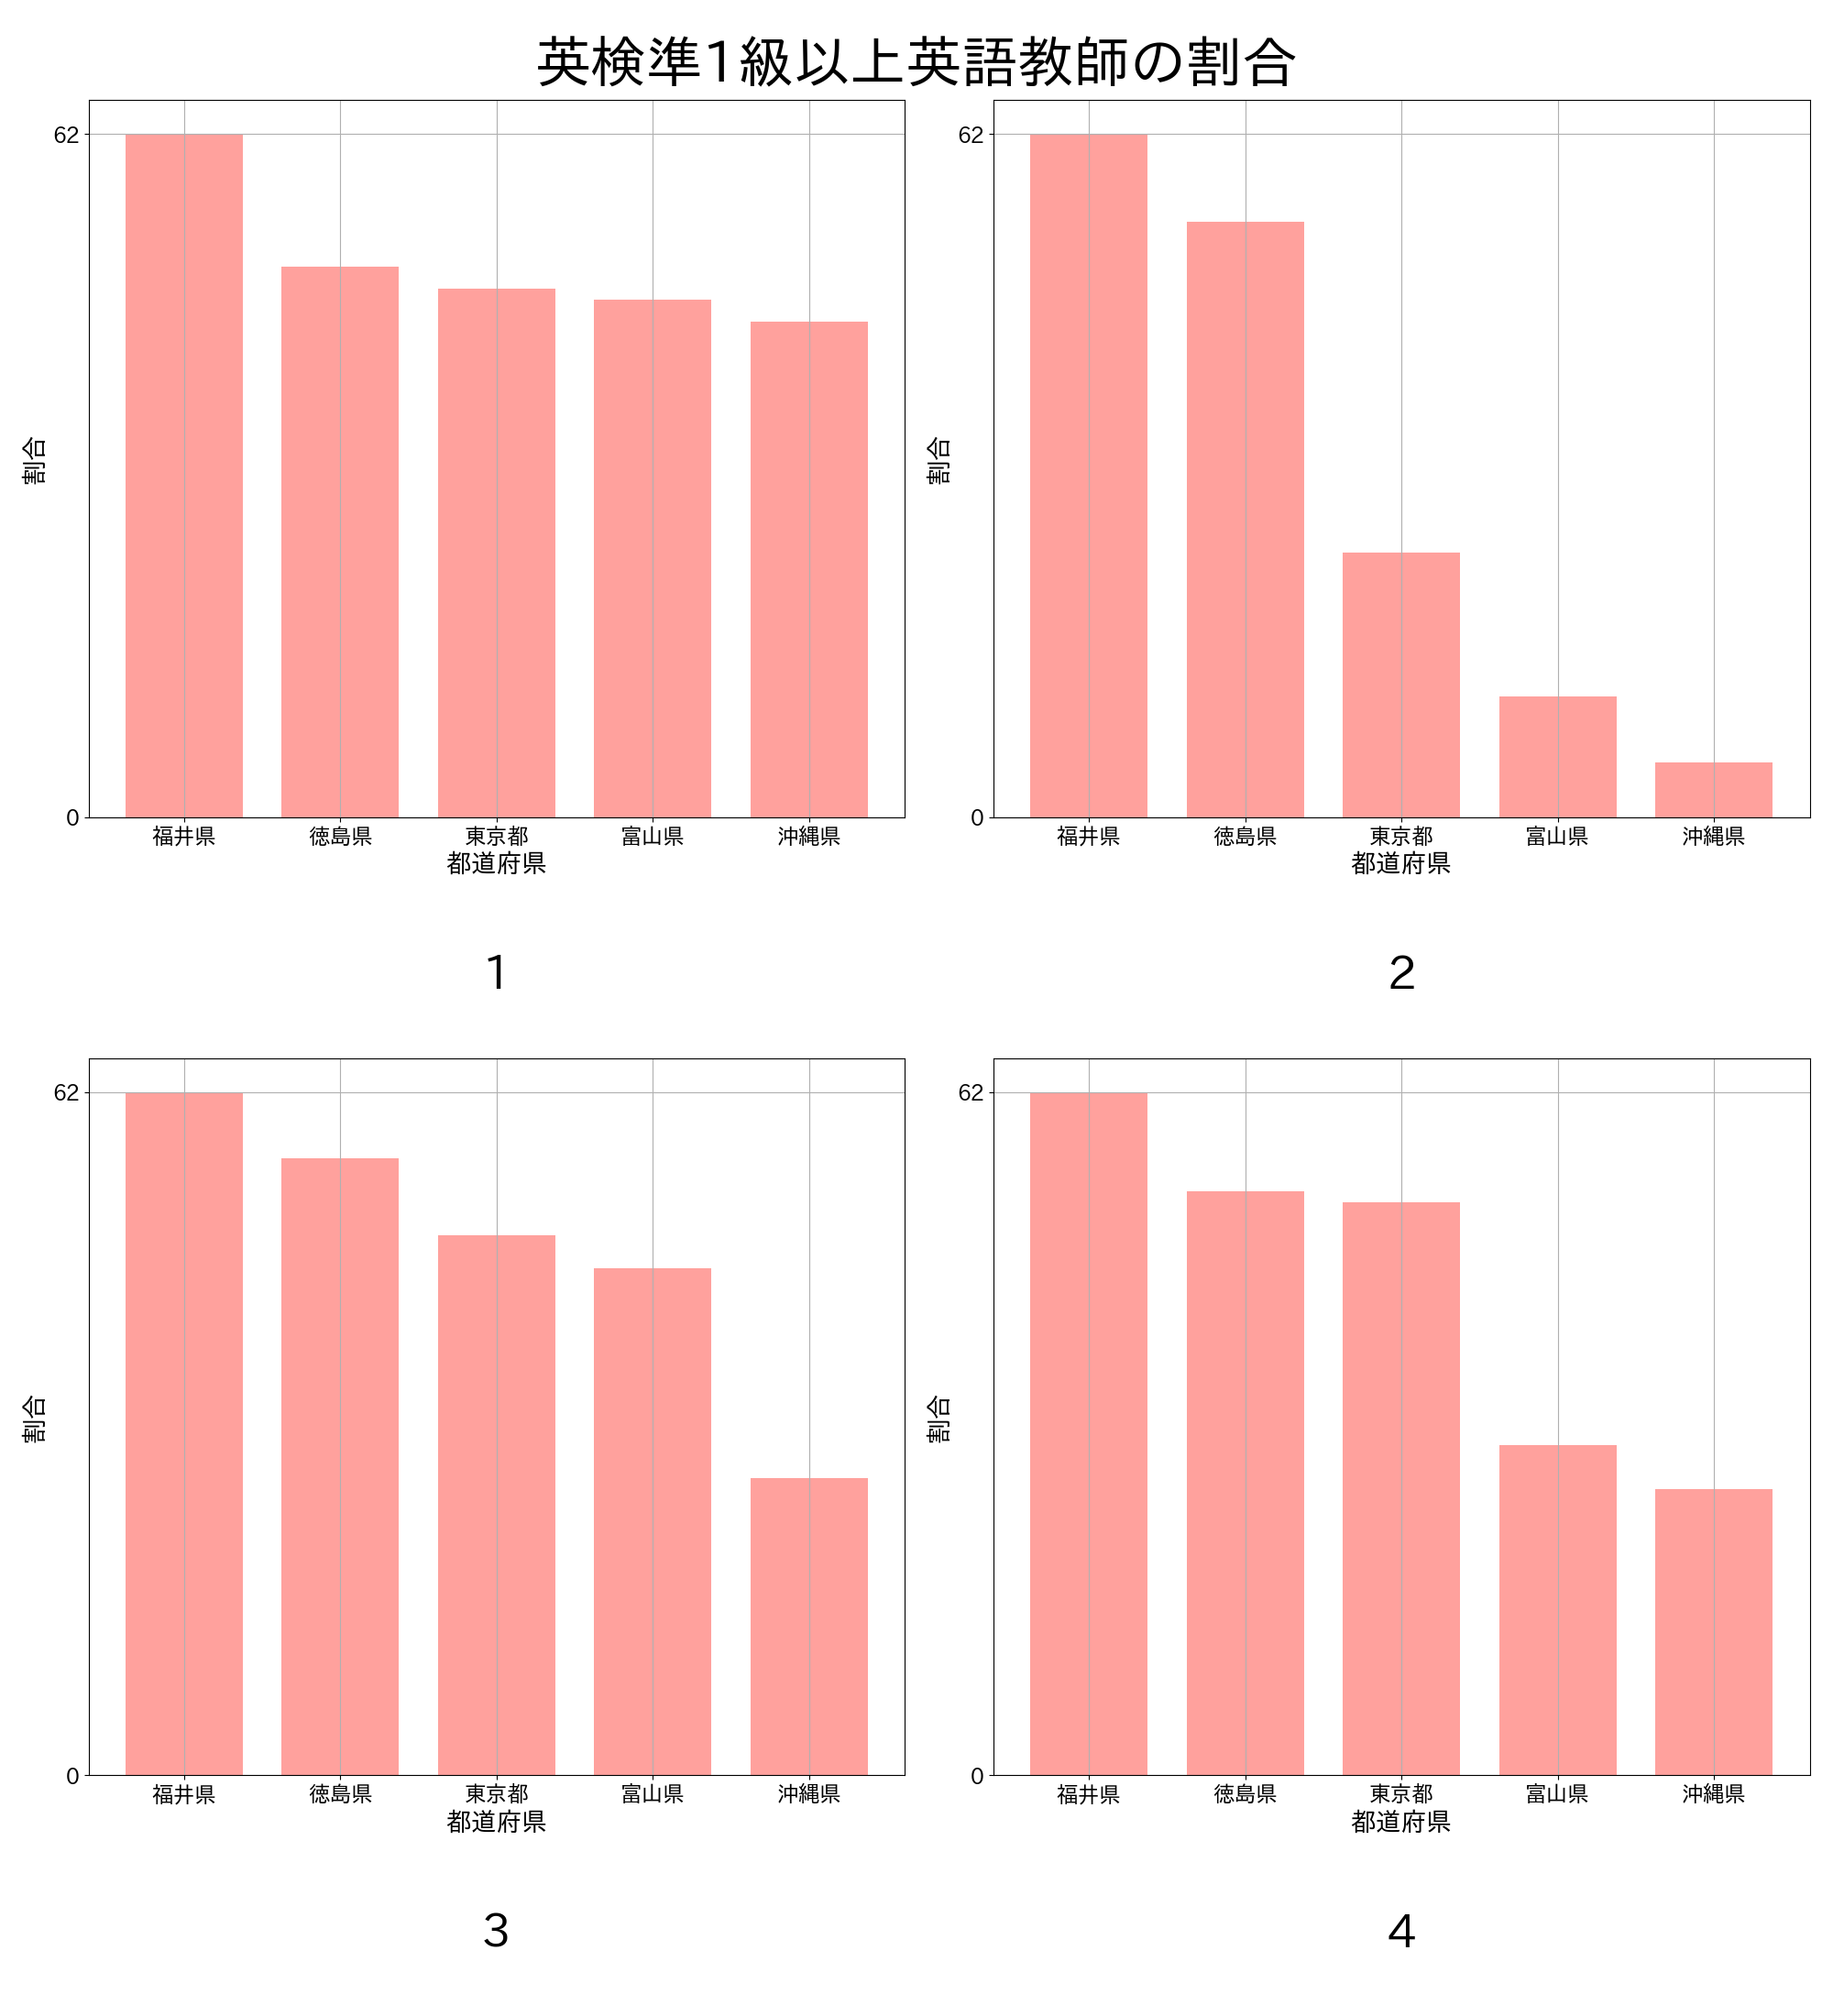 英検準1級以上英語教師の割合
62
0
割合
福井県 徳島県 東京都 富山県 沖縄県
都道府県
1
62
0
割合
福井県 徳島県 東京都 富山県 沖縄県
都道府県
2
62
0
割合
福井県 徳島県 東京都 富山県 沖縄県
都道府県
3
62
0
割合
福井県 徳島県 東京都 富山県 沖縄県
都道府県
4